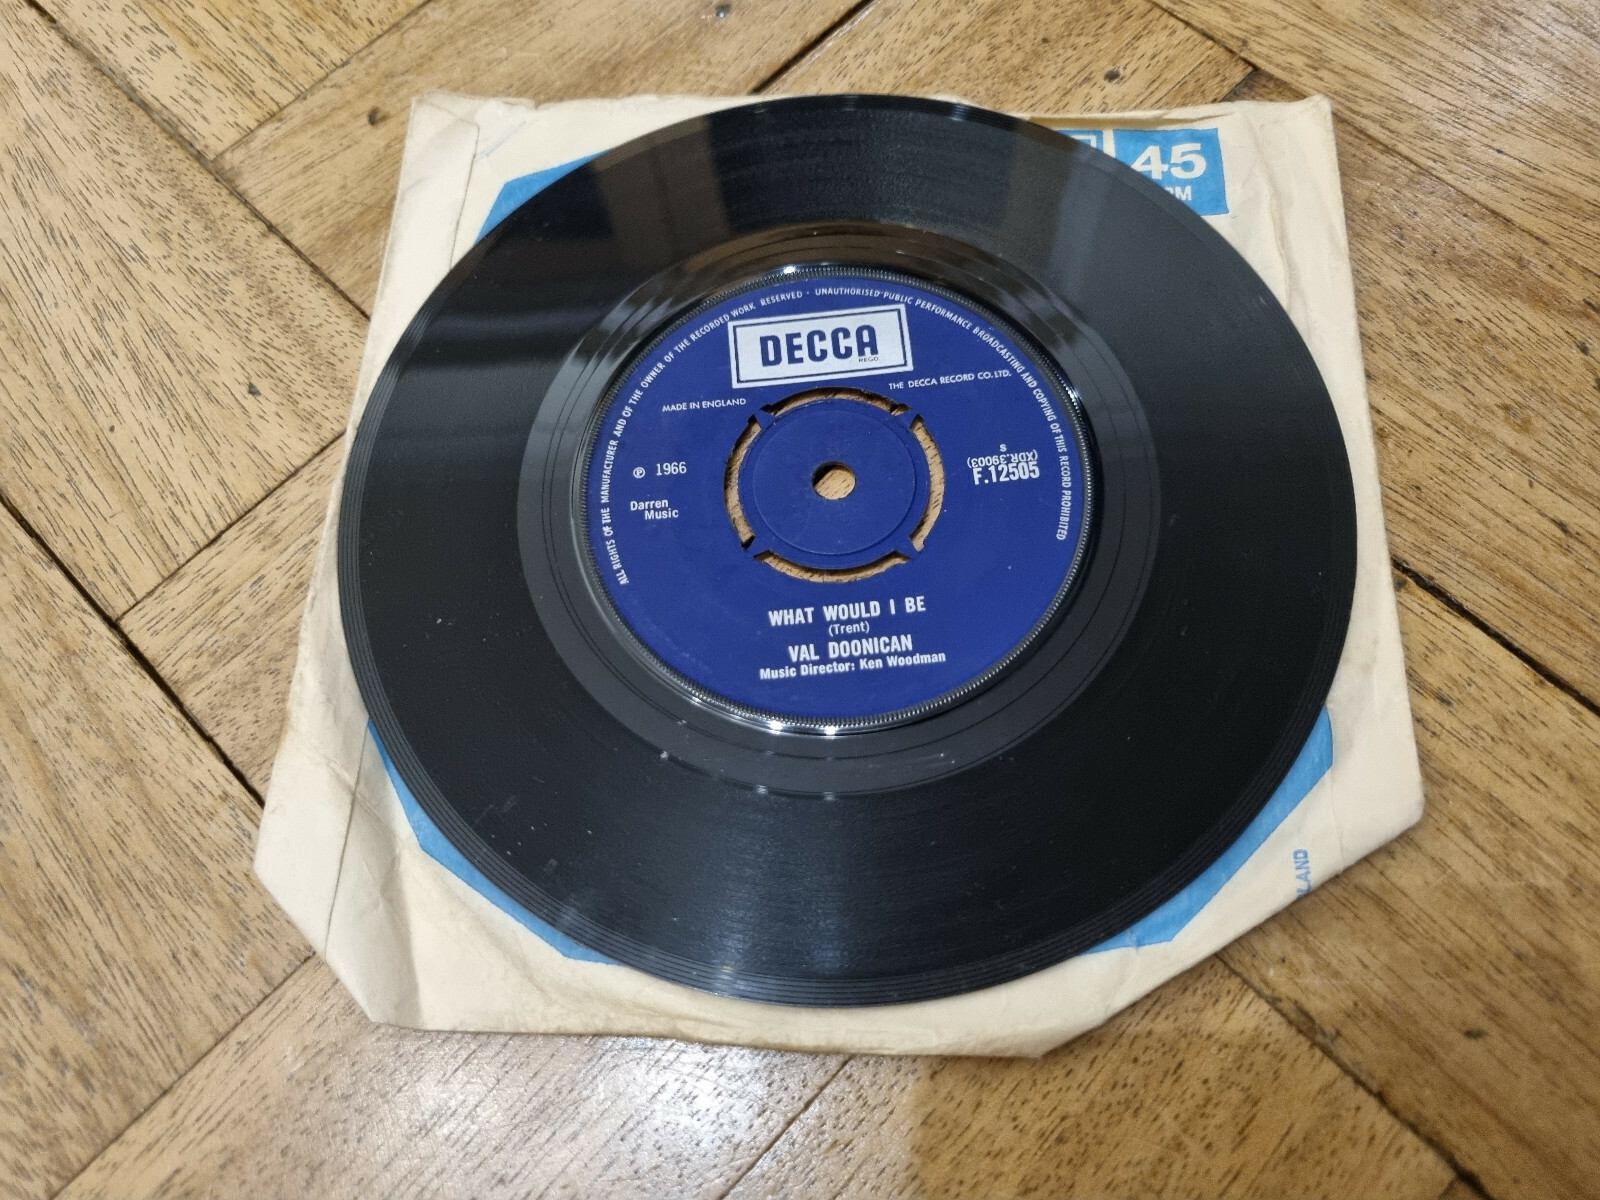 45
ALL RIGHTS OF THE MANUFACTURER AND OF THE OWNER OF THE RECORDED WORK RESERVED · UNAUTHORISED PUBLIC PERFORMANCE BROADCASTING AND COPYING OF THIS RECORD PROHIBITED
DECCA
REGD
MADE IN ENGLAND
THE DECCA RECORD CO. LTD.
℗ 1966
S
(XDR.39003)
F.12505
Darren
Music
WHAT WOULD I BE
(Trent)
VAL DOONICAN
Music Director: Ken Woodman